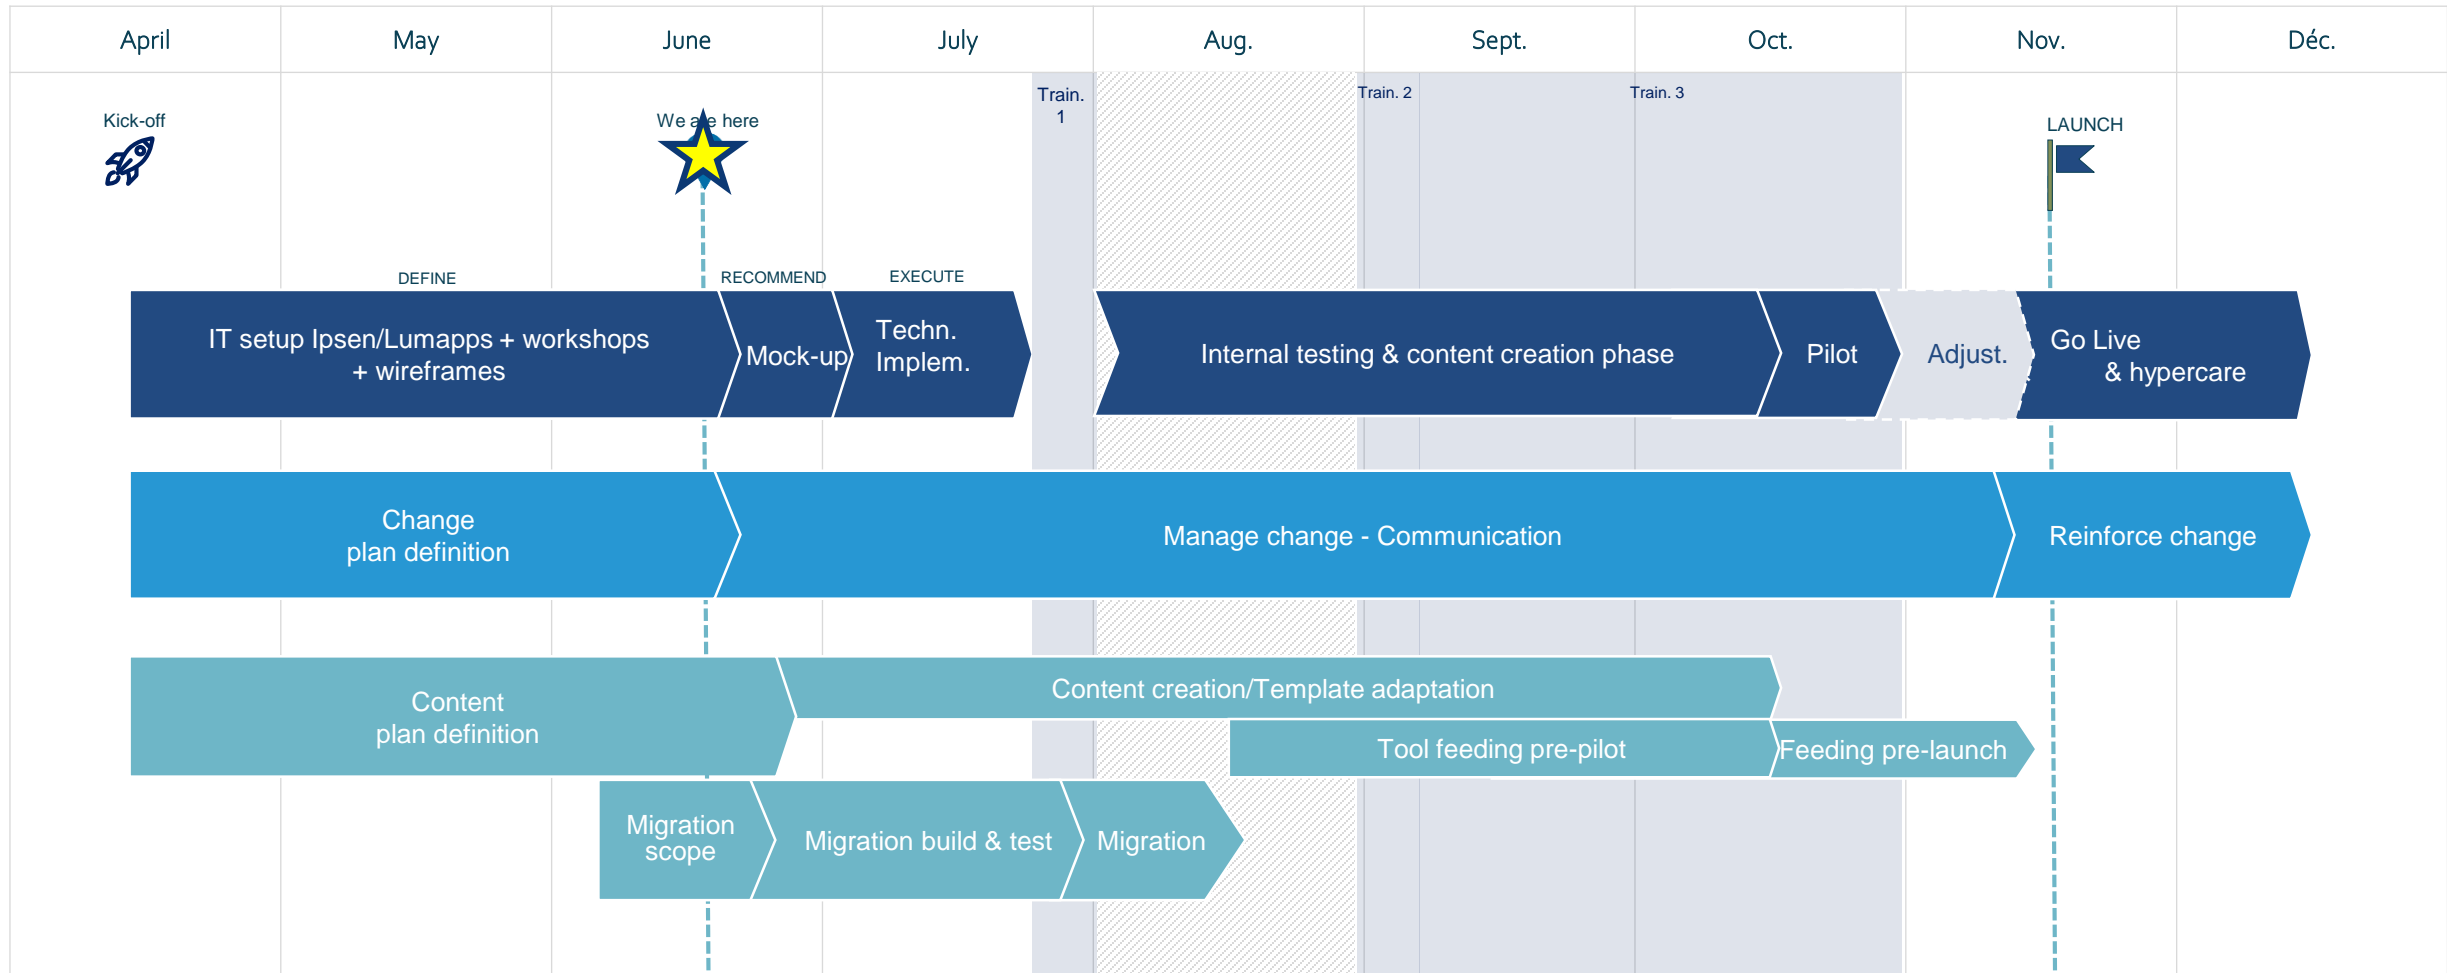 April May June July Aug. Sept. Oct. Nov. Déc.
Train.
1
Train. 2
Train. 3
Kick-off
We are here
LAUNCH
DEFINE
RECOMMEND
EXECUTE
IT setup Ipsen/Lumapps + workshops
+ wireframes
Mock-up
Techn.
Implem.
Internal testing & content creation phase
Pilot
Adjust.
Go Live
& hypercare
Change
plan definition
Manage change - Communication
Reinforce change
Content
plan definition
Content creation/Template adaptation
Tool feeding pre-pilot
Feeding pre-launch
Migration
scope
Migration build & test
Migration